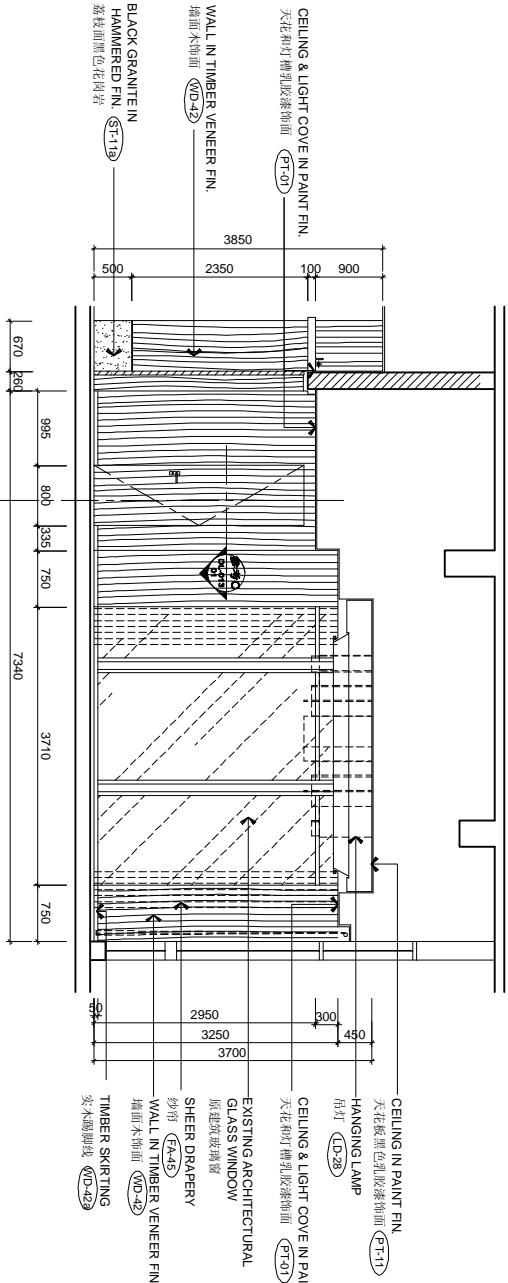 CEILING & LIGHT COVE IN PAINT FIN.
天花和灯槽乳胶漆饰面 PT-01
WALL IN TIMBER VENEER FIN.
墙面木饰面 WD-42
BLACK GRANITE IN
HAMMERED FIN. ST-11a
荔枝面黑色花岗岩
3850
500 2350 100 900
670
260
995
800
335
750
3710
750
7340
参考C
DL-013
01
50 2950 300 450
3250
3700
CEILING IN PAINT FIN.
天花板黑色乳胶漆饰面 PT-11
HANGING LAMP
吊灯 LD-28
CEILING & LIGHT COVE IN PAI
天花和灯槽乳胶漆饰面 PT-01
EXISTING ARCHITECTURAL
GLASS WINDOW
原建筑玻璃窗
SHEER DRAPERY
纱帘 FA-45
WALL IN TIMBER VENEER FIN
墙面木饰面 WD-42
TIMBER SKIRTING
实木踢脚线 WD-42a